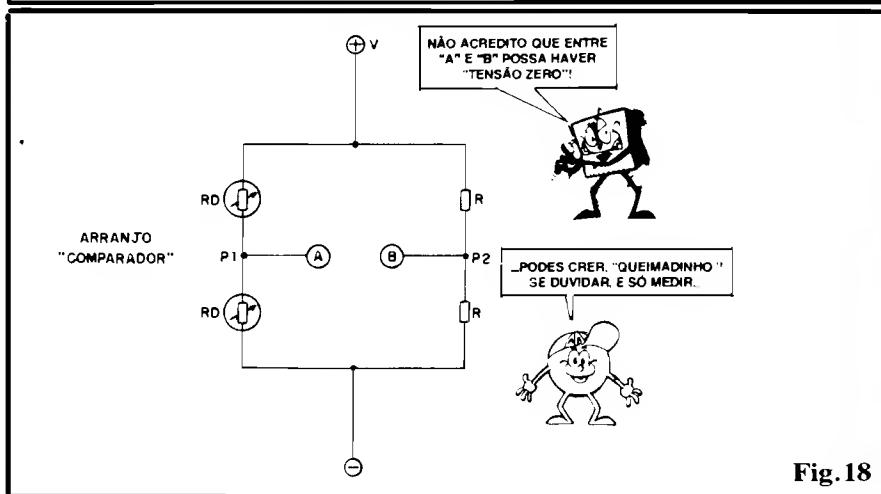 V
NÃO ACREDITO QUE ENTRE
"A" E "B" POSSA HAVER
"TENSÃO ZERO"!
RD
R
ARRANJO
"COMPARADOR"
P1
A
B
P2
...PODES CRER, "QUEIMADINHO"
SE DUVIDAR, E SÓ MEDIR...
RD
R
Fig.18